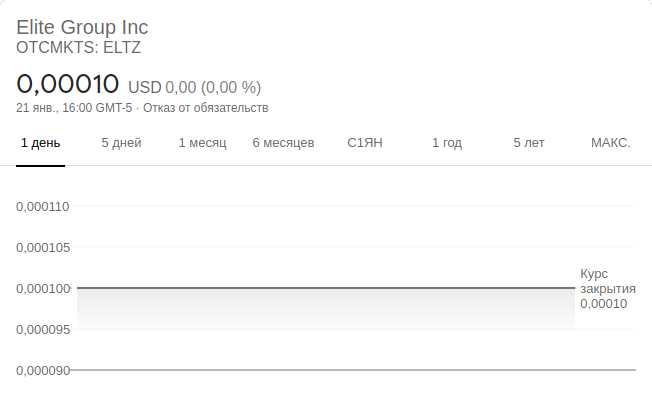 Elite Group Inc
OTCMKTS: ELTZ
0,00010 USD 0,00 (0,00 %)
21 янв., 16:00 GMT-5 · Отказ от обязательств
1 день 5 дней 1 месяц 6 месяцев С1ЯН 1 год 5 лет МАКС.
0,000110
0,000105
0,000100
0,000095
0,000090
Курс
закрытия
0,00010